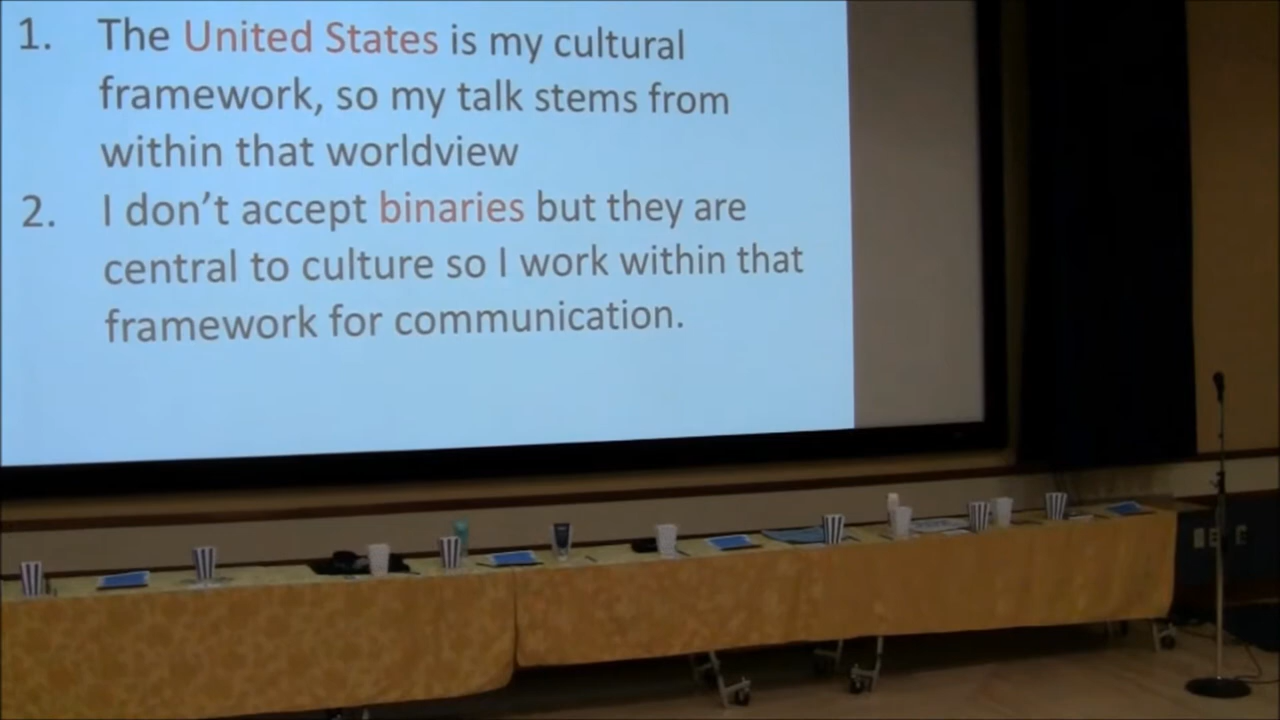 1. The United States is my cultural
framework, so my talk stems from
within that worldview
2. I don’t accept binaries but they are
central to culture so I work within that
framework for communication.